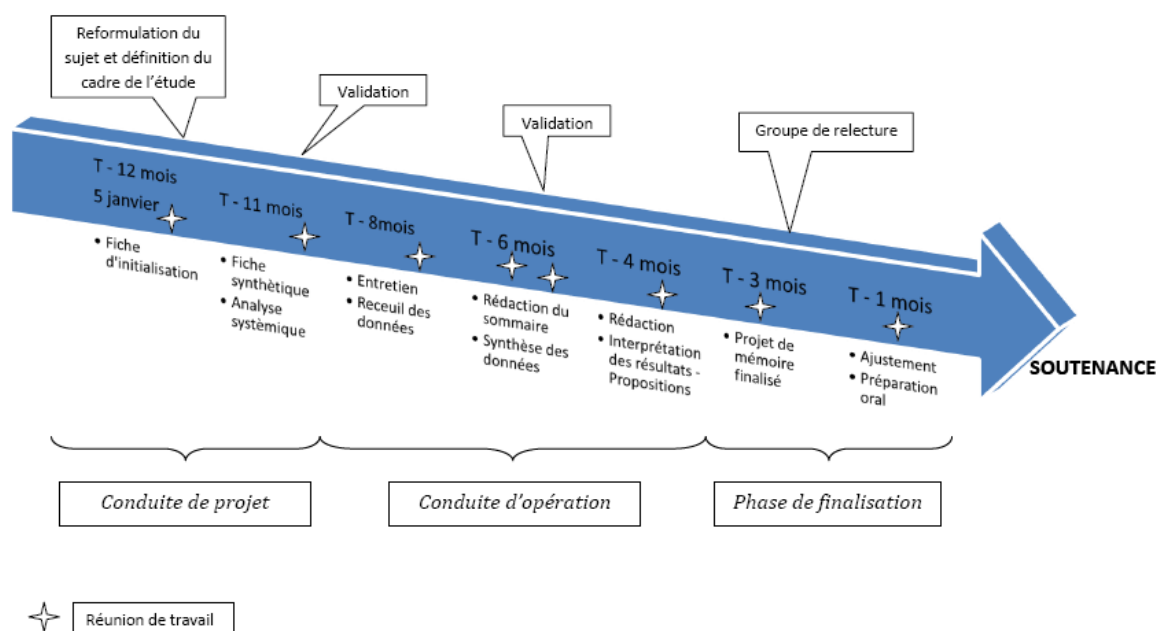 Reformulation du
sujet et définition du
cadre de l'étude
Validation
Validation
Groupe de relecture
T - 12 mois
5 janvier
• Fiche
d'initialisation
T - 11 mois
• Fiche
synthétique
• Analyse
systèmique
T - 8mois
• Entretien
• Receuil des
données
T - 6 mois
• Rédaction du
sommaire
• Synthèse des
données
T - 4 mois
• Rédaction
• Interprétation
des résultats -
Propositions
T - 3 mois
• Projet de
mémoire
finalisé
T - 1 mois
• Ajustement
• Préparation
oral
SOUTENANCE
Conduite de projet
Conduite d'opération
Phase de finalisation
Réunion de travail